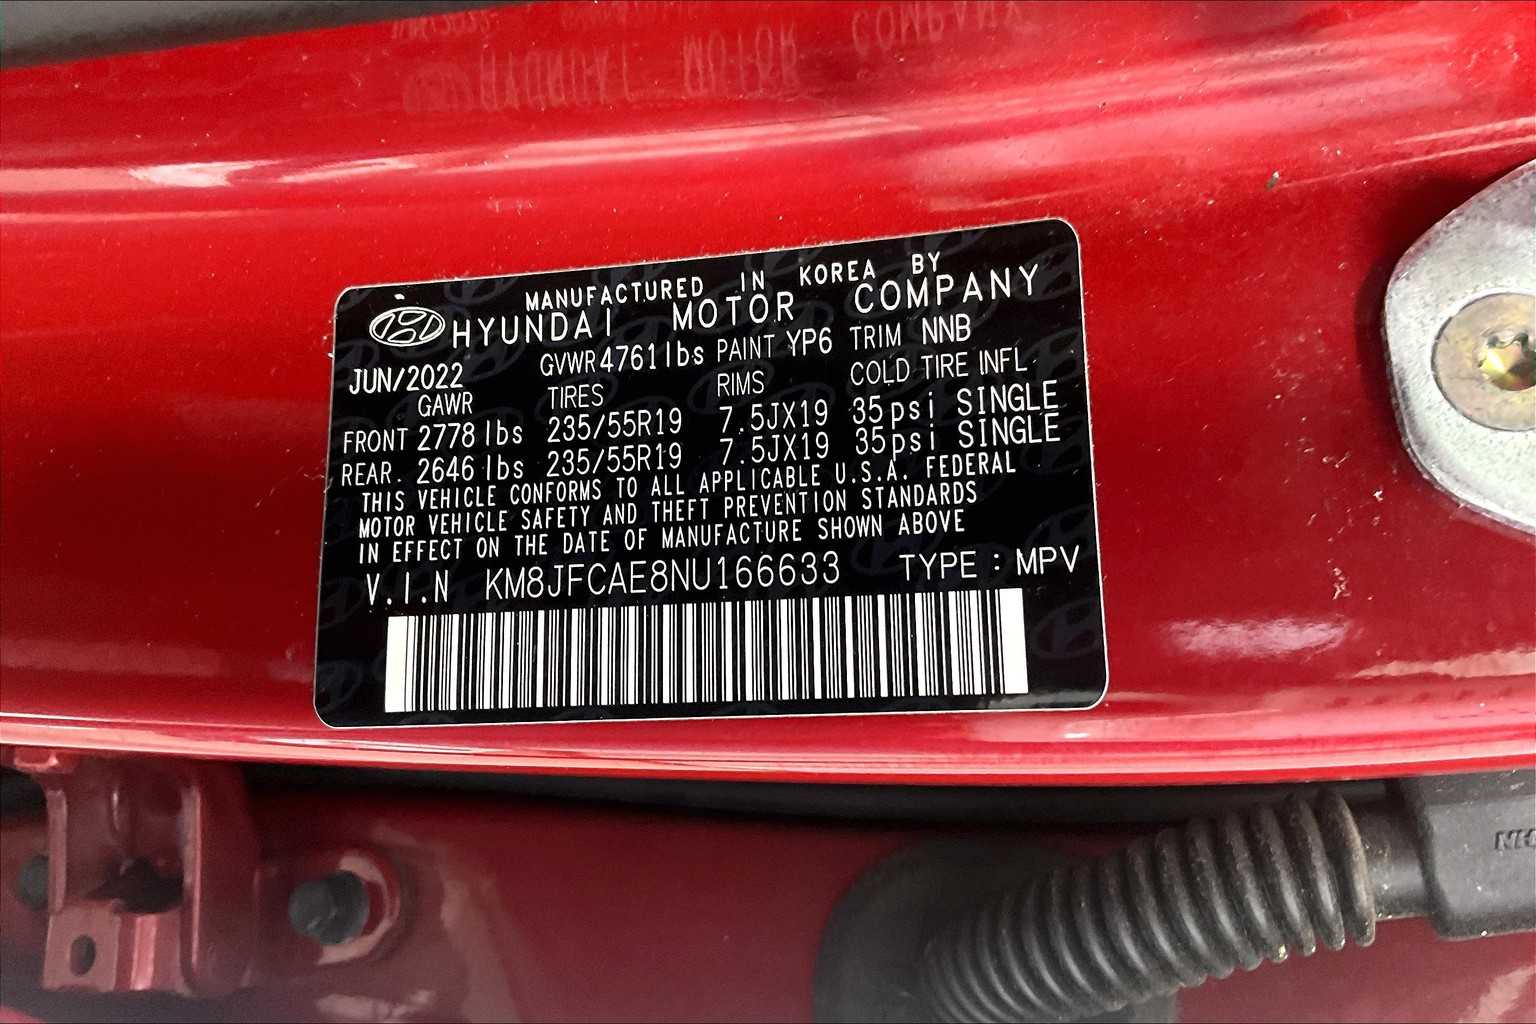 MANUFACTURED IN KOREA BY
HYUNDAI MOTOR COMPANY
JUN/2022 GVWR 4761 lbs PAINT YP6 TRIM NNB
GAWR TIRES RIMS COLD TIRE INFL
FRONT 2778 lbs 235/55R19 7.5JX19 35psi SINGLE
REAR. 2646 lbs 235/55R19 7.5JX19 35psi SINGLE
THIS VEHICLE CONFORMS TO ALL APPLICABLE U.S.A. FEDERAL
MOTOR VEHICLE SAFETY AND THEFT PREVENTION STANDARDS
IN EFFECT ON THE DATE OF MANUFACTURE SHOWN ABOVE
V.I.N KM8JFCAE8NU166633 TYPE : MPV